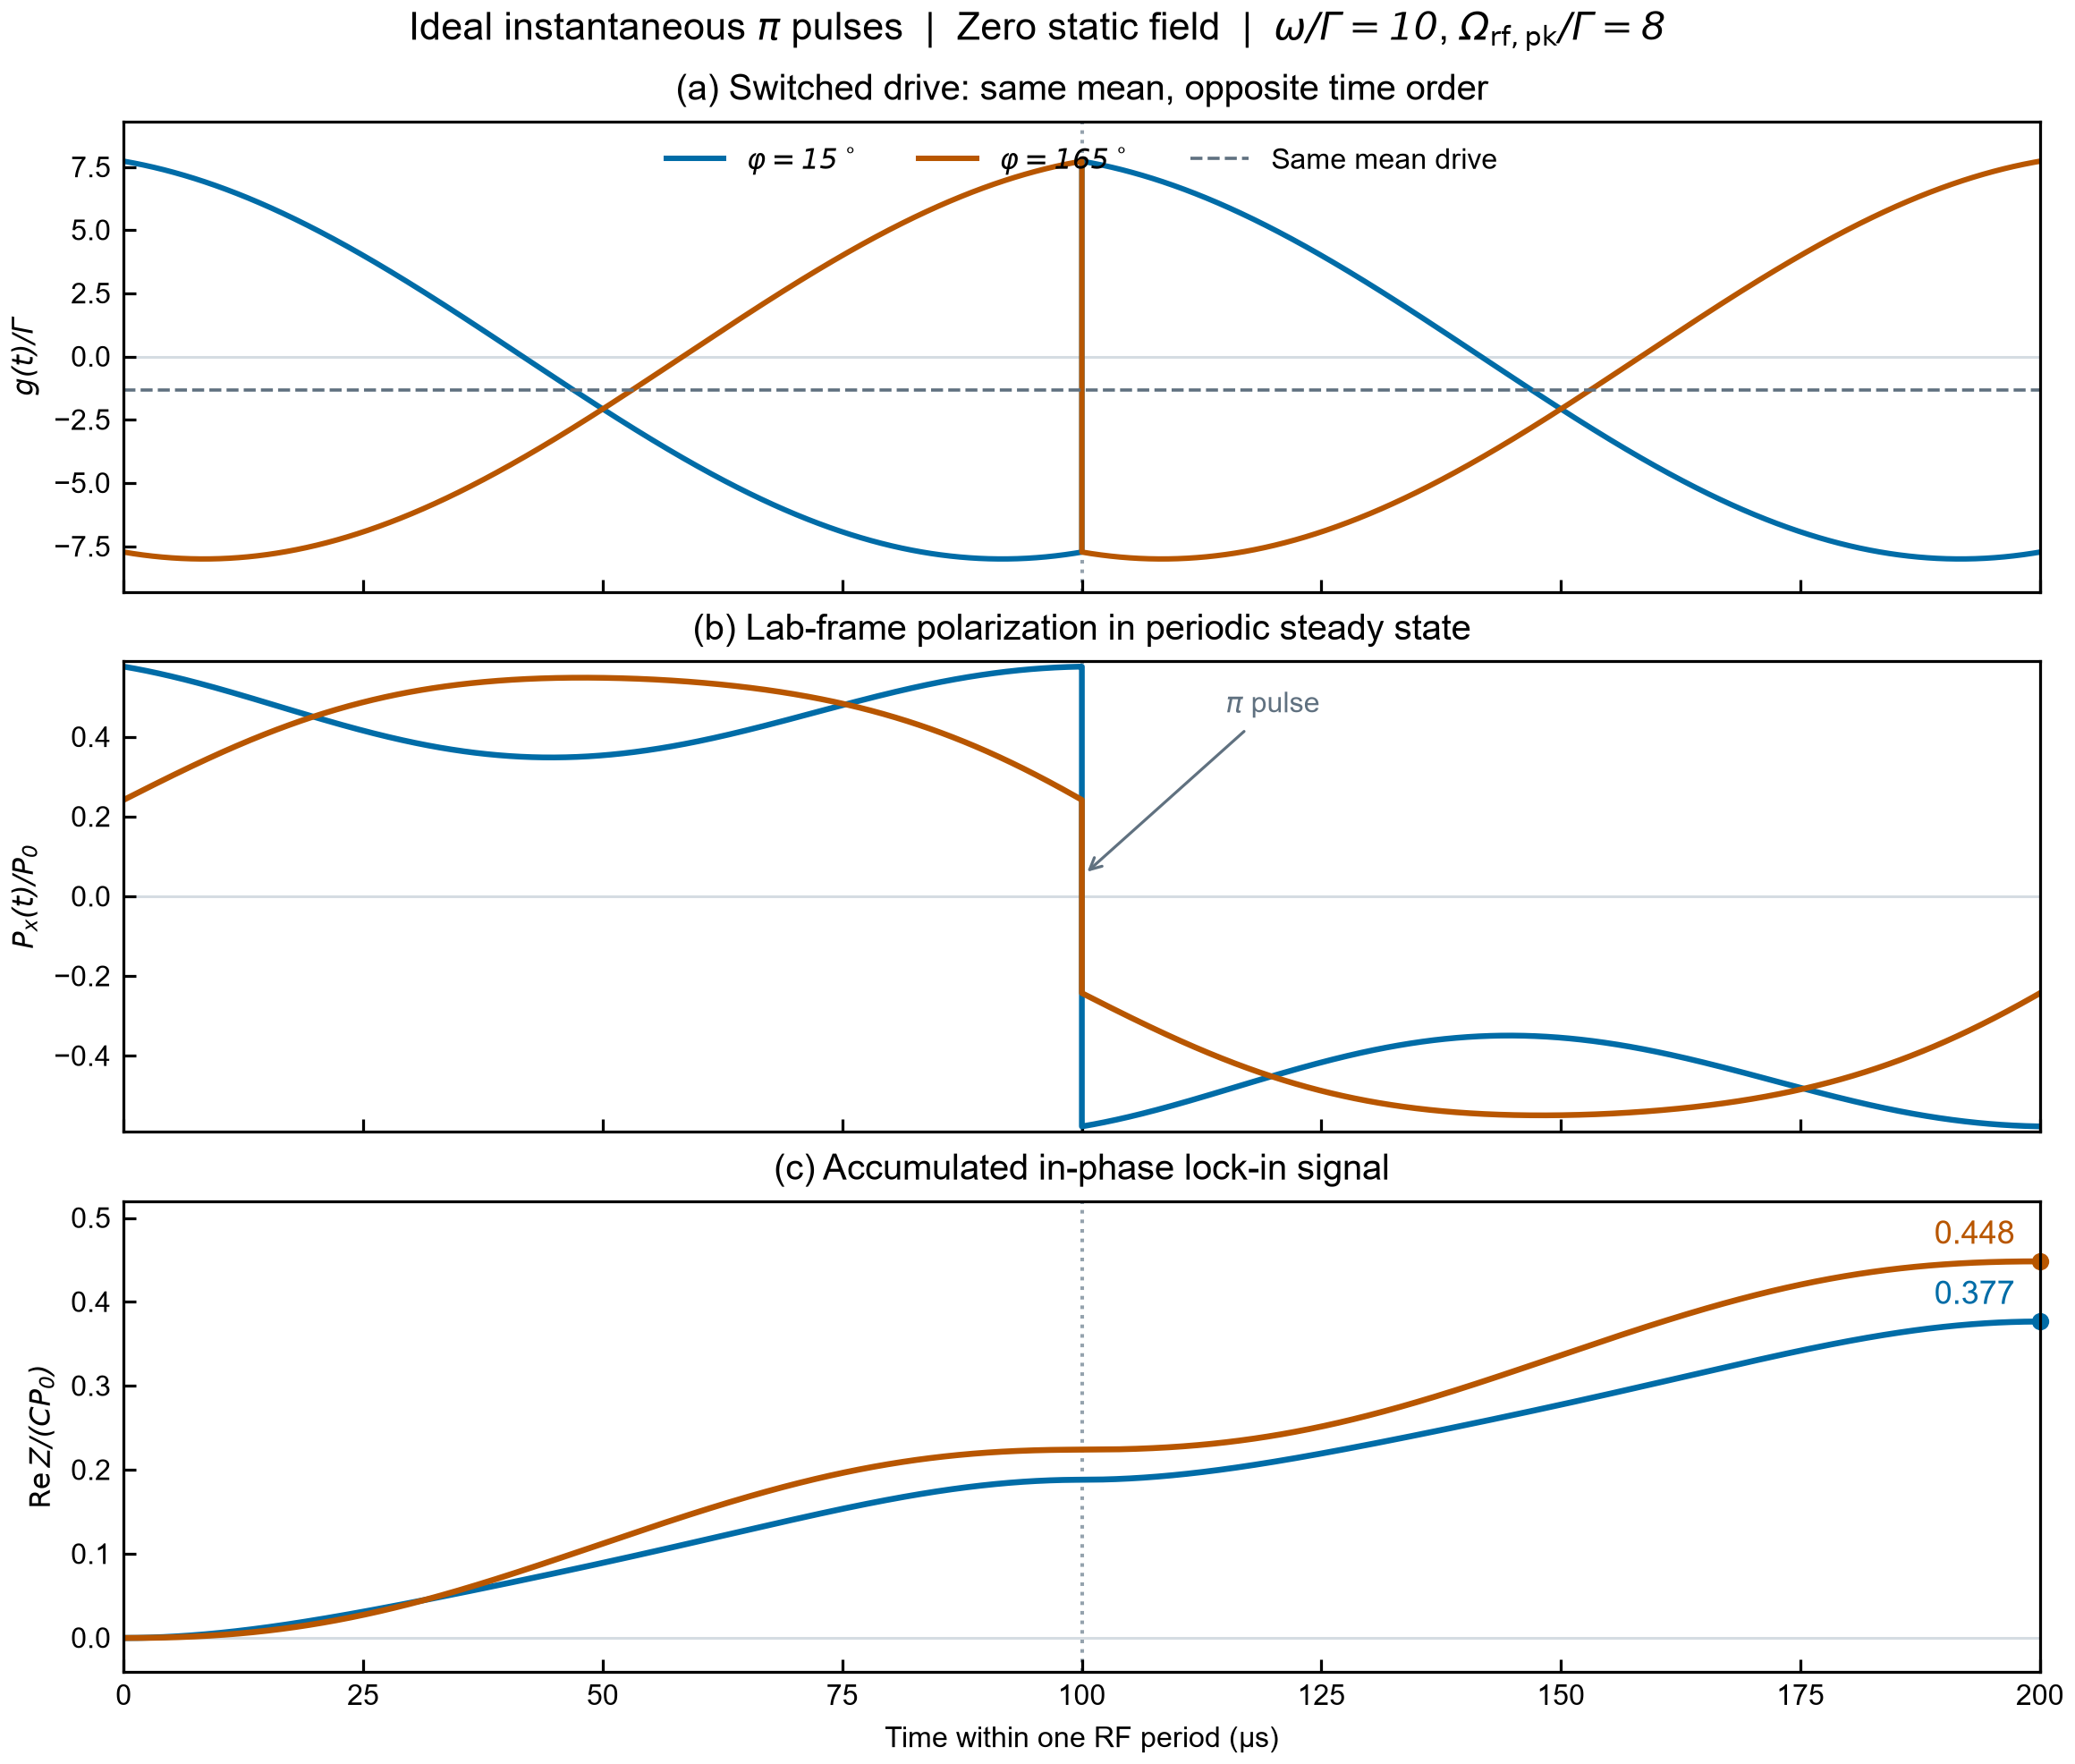 Ideal instantaneous π pulses | Zero static field | ω/Γ = 10, Ω_rf, pk/Γ = 8
(a) Switched drive: same mean, opposite time order
φ = 15° φ = 165° Same mean drive
g(t)/Γ
7.5
5.0
2.5
0.0
−2.5
−5.0
−7.5
(b) Lab-frame polarization in periodic steady state
π pulse
P_x(t)/P_0
0.4
0.2
0.0
−0.2
−0.4
(c) Accumulated in-phase lock-in signal
0.448
0.377
Re Z/(CP_0)
0.5
0.4
0.3
0.2
0.1
0.0
0 25 50 75 100 125 150 175 200
Time within one RF period (µs)